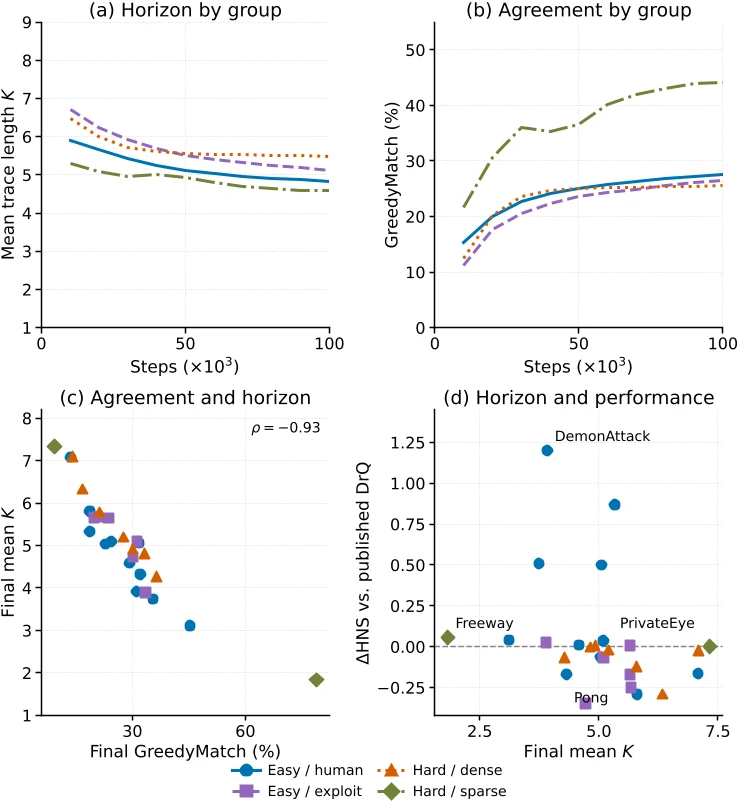 (a) Horizon by group
Mean trace length K
9
8
7
6
5
4
3
2
1
0
50
100
Steps (×10³)
(b) Agreement by group
GreedyMatch (%)
50
40
30
20
10
0
0
50
100
Steps (×10³)
(c) Agreement and horizon
ρ = −0.93
Final mean K
8
7
6
5
4
3
2
1
30
60
Final GreedyMatch (%)
(d) Horizon and performance
ΔHNS vs. published DrQ
1.25
1.00
0.75
0.50
0.25
0.00
−0.25
DemonAttack
Freeway
PrivateEye
Pong
2.5
5.0
7.5
Final mean K
Easy / human
Hard / dense
Easy / exploit
Hard / sparse